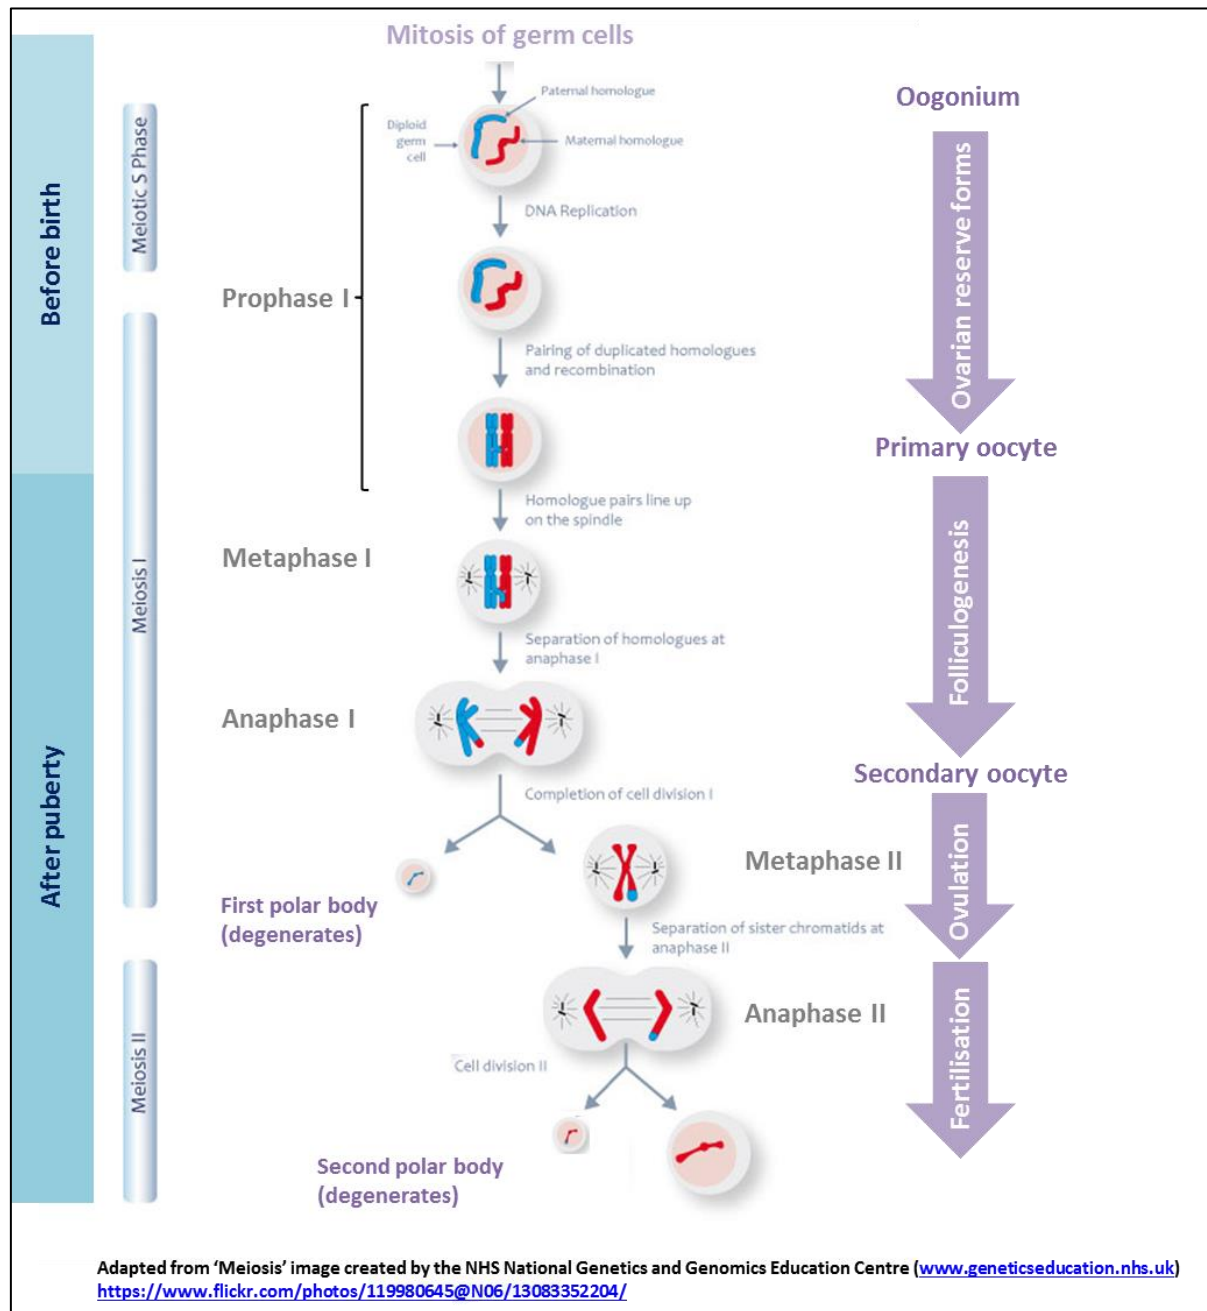 Mitosis of germ cells
Paternal homologue
Oogonium
Diploid
germ
cell
Maternal homologue
Meiotic S Phase
Before birth
DNA Replication
Ovarian reserve forms
Prophase I
Pairing of duplicated homologues
and recombination
Primary oocyte
Homologue pairs line up
on the spindle
Metaphase I
Meiosis I
Folliculogenesis
Separation of homologues at
anaphase I
Anaphase I
Secondary oocyte
Completion of cell division I
After puberty
Metaphase II
Ovulation
First polar body
(degenerates)
Separation of sister chromatids at
anaphase II
Anaphase II
Meiosis II
Cell division II
Fertilisation
Second polar body
(degenerates)
Adapted from ‘Meiosis’ image created by the NHS National Genetics and Genomics Education Centre (www.geneticseducation.nhs.uk)
https://www.flickr.com/photos/119980645@N06/13083352204/